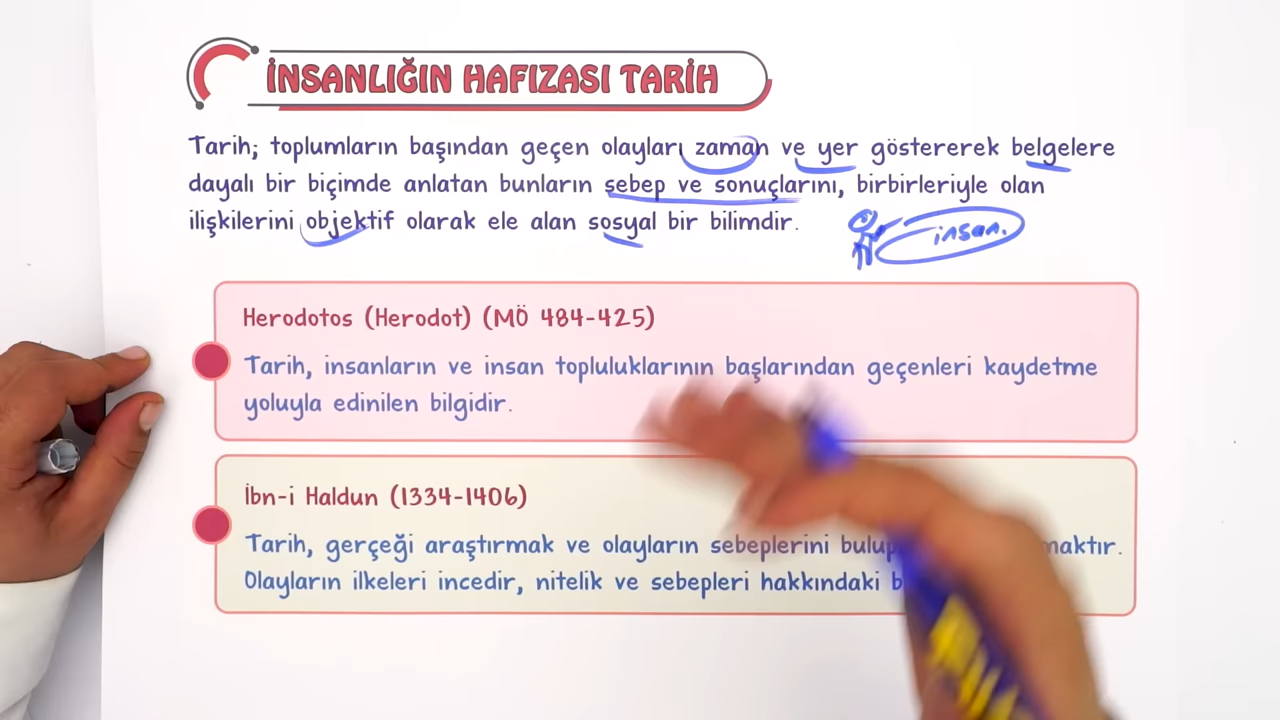 İNSANLIĞIN HAFIZASI TARİH
Tarih; toplumların başından geçen olayları zaman ve yer göstererek belgelere
dayalı bir biçimde anlatan bunların sebep ve sonuçlarını, birbirleriyle olan
ilişkilerini objektif olarak ele alan sosyal bir bilimdir.
insan.
Herodotos (Herodot) (MÖ 484-425)
Tarih, insanların ve insan topluluklarının başlarından geçenleri kaydetme
yoluyla edinilen bilgidir.
İbn-i Haldun (1334-1406)
Tarih, gerçeği araştırmak ve olayların sebeplerini bulup
Olayların ilkeleri incedir, nitelik ve sebepleri hakkındaki